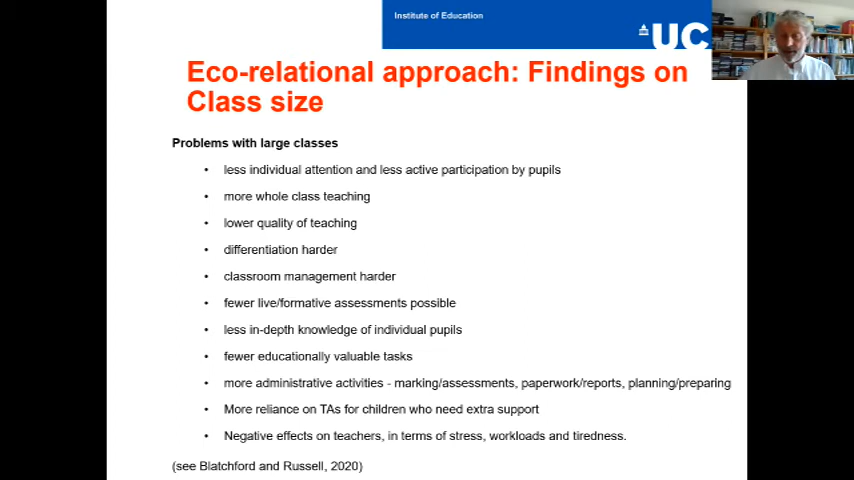 Institute of Education
UC
Eco-relational approach: Findings on
Class size
Problems with large classes
• less individual attention and less active participation by pupils
• more whole class teaching
• lower quality of teaching
• differentiation harder
• classroom management harder
• fewer live/formative assessments possible
• less in-depth knowledge of individual pupils
• fewer educationally valuable tasks
• more administrative activities - marking/assessments, paperwork/reports, planning/preparing
• More reliance on TAs for children who need extra support
• Negative effects on teachers, in terms of stress, workloads and tiredness.
(see Blatchford and Russell, 2020)